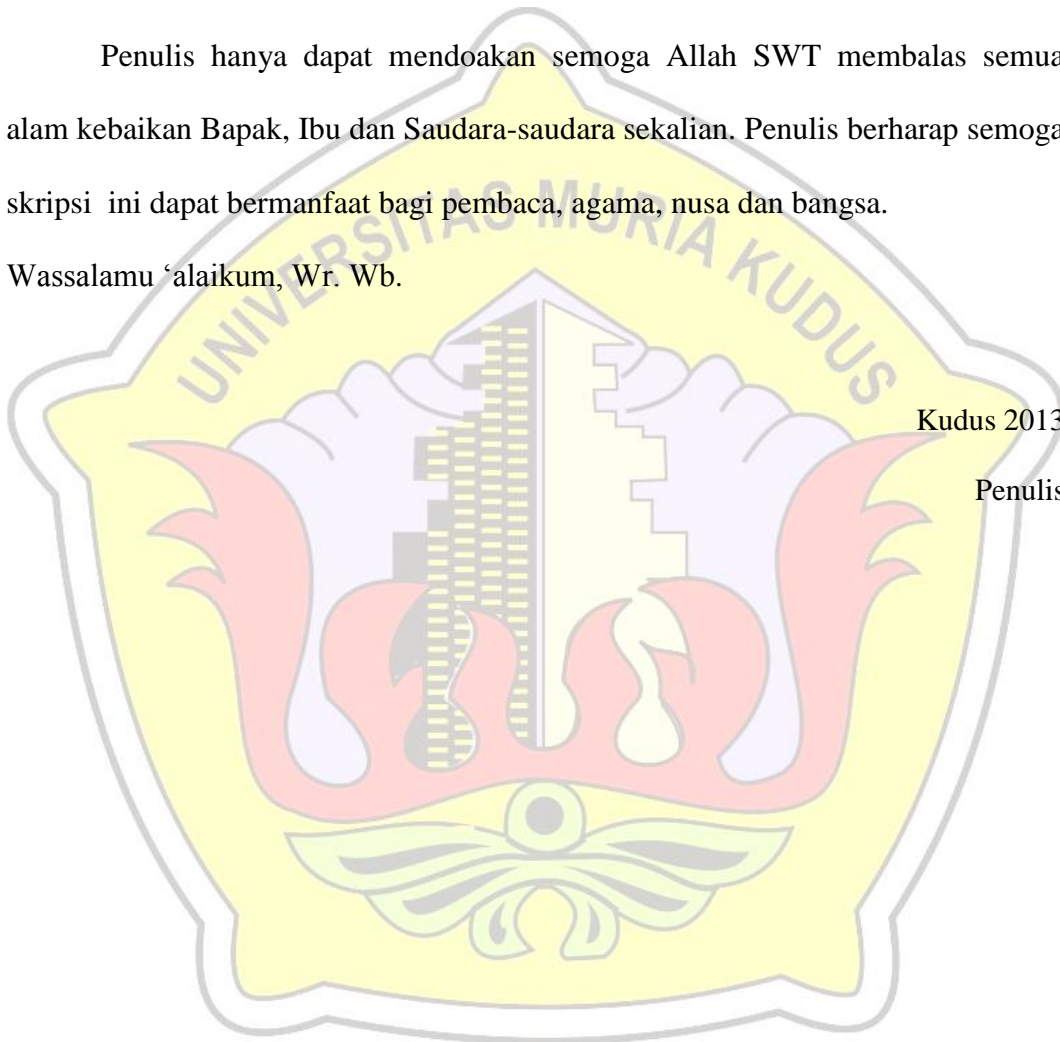 Penulis hanya dapat mendoakan semoga Allah SWT membalas semua
alam kebaikan Bapak, Ibu dan Saudara-saudara sekalian. Penulis berharap semoga
skripsi ini dapat bermanfaat bagi pembaca, agama, nusa dan bangsa.
Wassalamu ‘alaikum, Wr. Wb.
UNIVERSITAS MURIA KUDUS
Kudus 2013
Penulis